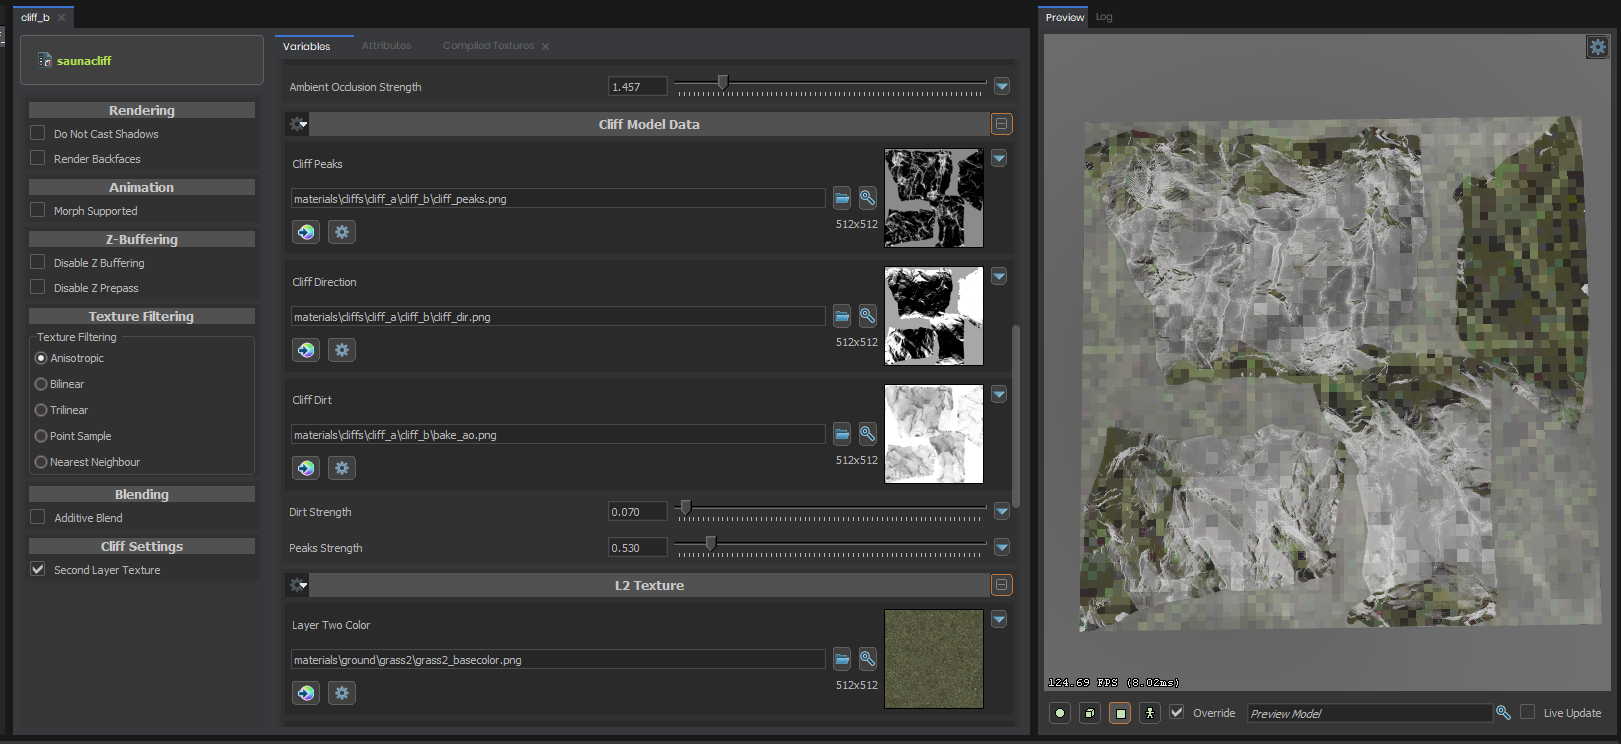 cliff_b
saunacliff
Rendering
Do Not Cast Shadows
Render Backfaces
Animation
Morph Supported
Z-Buffering
Disable Z Buffering
Disable Z Prepass
Texture Filtering
Texture Filtering
Anisotropic
Bilinear
Trilinear
Point Sample
Nearest Neighbour
Blending
Additive Blend
Cliff Settings
Second Layer Texture
Variables Attributes Compiled Textures
Ambient Occlusion Strength 1.457
Cliff Model Data
Cliff Peaks
materials\cliffs\cliff_a\cliff_b\cliff_peaks.png
512x512
Cliff Direction
materials\cliffs\cliff_a\cliff_b\cliff_dir.png
512x512
Cliff Dirt
materials\cliffs\cliff_a\cliff_b\bake_ao.png
512x512
Dirt Strength 0.070
Peaks Strength 0.530
L2 Texture
Layer Two Color
materials\ground\grass2\grass2_basecolor.png
512x512
Preview Log
124.69 FPS (8.02ms)
Override Preview Model Live Update